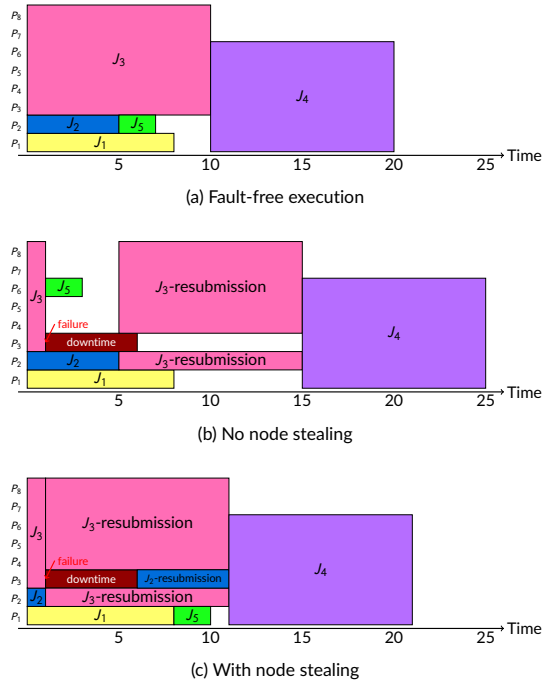 P8
P7
P6
P5
P4
P3
P2
P1
J3
J4
J2
J5
J1
5 10 15 20 25 Time
(a) Fault-free execution
P8
P7
P6
P5
P4
P3
P2
P1
J3
J5
J3-resubmission
J4
failure
downtime
J2
J3-resubmission
J1
5 10 15 20 25 Time
(b) No node stealing
P8
P7
P6
P5
P4
P3
P2
P1
J3
J3-resubmission
J4
failure
downtime
J2-resubmission
J2
J3-resubmission
J1
J5
5 10 15 20 25 Time
(c) With node stealing